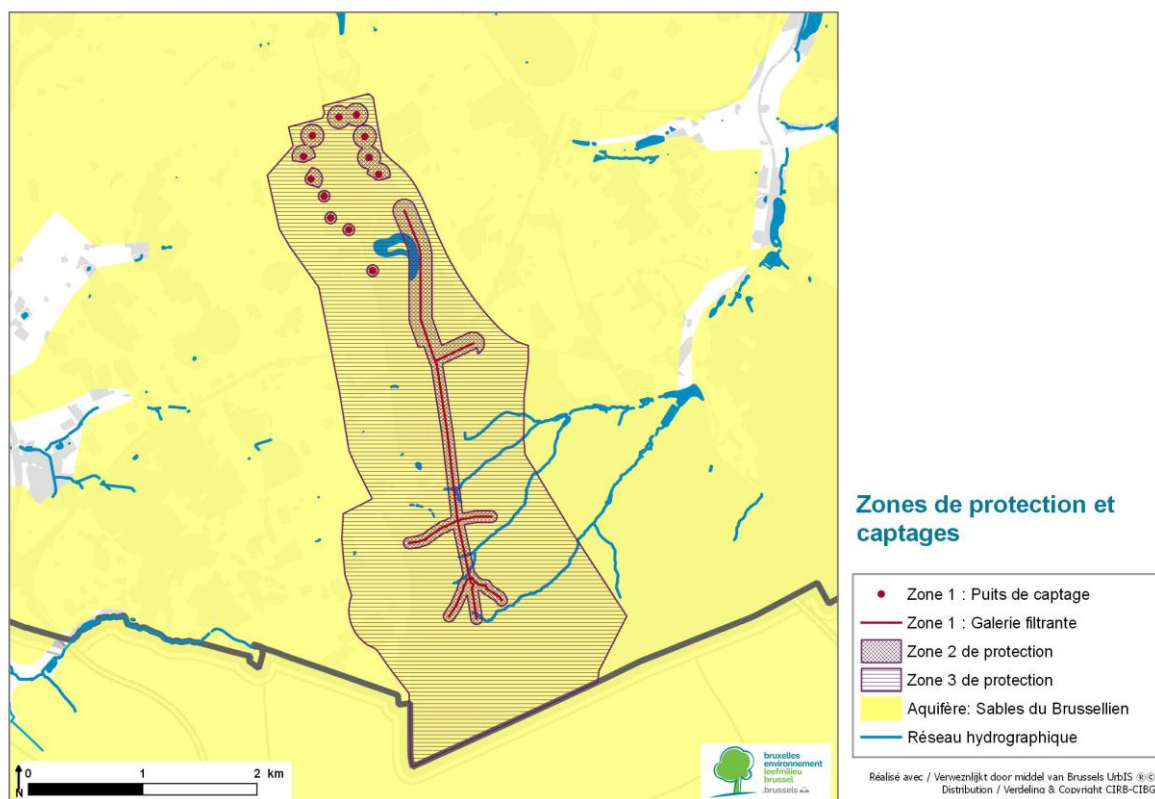 Zones de protection et
captages
Zone 1 : Puits de captage
Zone 1 : Galerie filtrante
Zone 2 de protection
Zone 3 de protection
Aquifère: Sables du Brussellien
Réseau hydrographique
N
0 1 2 km
bruxelles
environnement
leefmilieu
brussel
.brussels
Réalisé avec / Verweznlijkt door middel van Brussels UrbIS ®©
Distribution / Verdeling & Copyright CIRB-CIBG